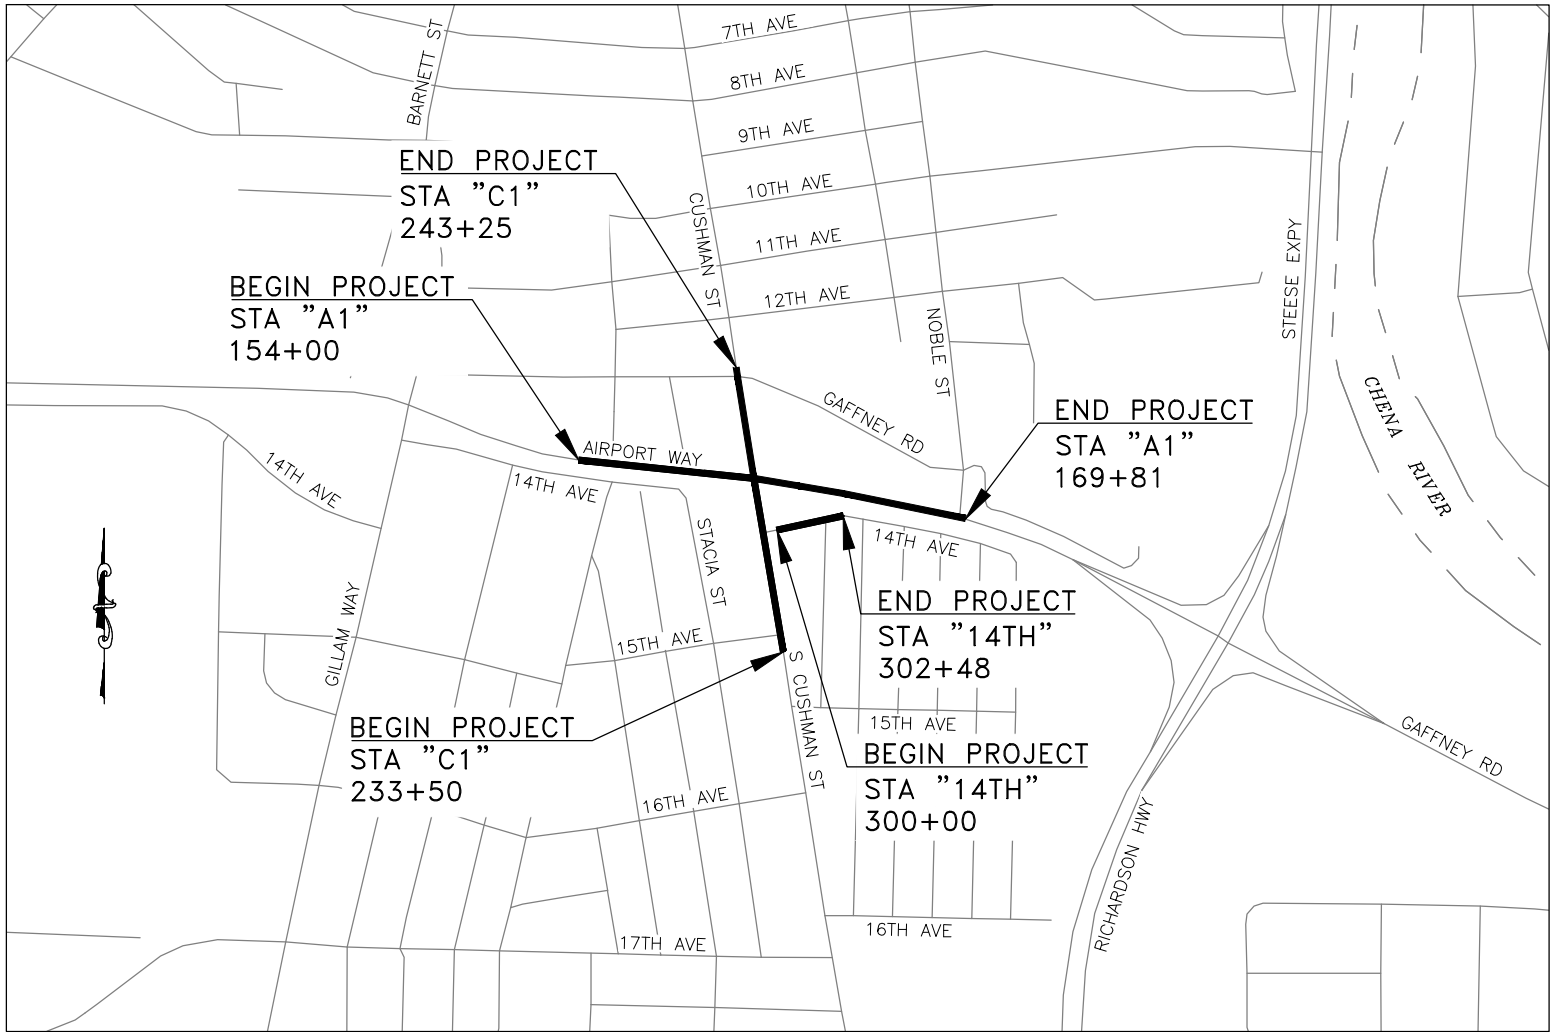 7TH AVE
BARNETT ST
8TH AVE
9TH AVE
END PROJECT
STA "C1"
243+25
10TH AVE
CUSHMAN ST
11TH AVE
STEESE EXPY
BEGIN PROJECT
STA "A1"
154+00
12TH AVE
NOBLE ST
CHENA RIVER
GAFFNEY RD
END PROJECT
STA "A1"
169+81
AIRPORT WAY
14TH AVE
14TH AVE
STACIA ST
14TH AVE
END PROJECT
STA "14TH"
302+48
GILLAM WAY
15TH AVE
S CUSHMAN ST
15TH AVE
BEGIN PROJECT
STA "C1"
233+50
GAFFNEY RD
BEGIN PROJECT
STA "14TH"
300+00
16TH AVE
RICHARDSON HWY
16TH AVE
17TH AVE